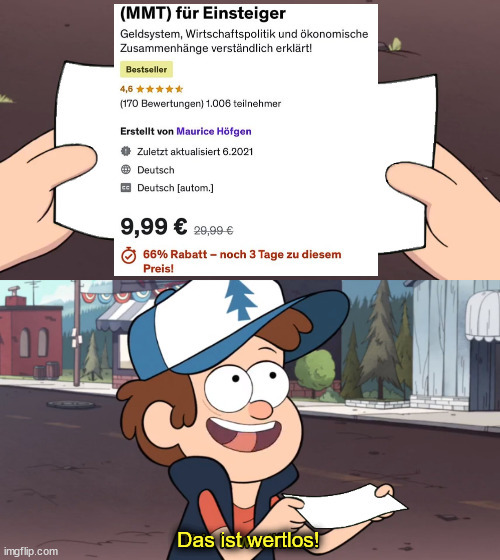 (MMT) für Einsteiger
Geldsystem, Wirtschaftspolitik und ökonomische
Zusammenhänge verständlich erklärt!
Bestseller
4,6
(170 Bewertungen) 1.006 teilnehmer
Erstellt von Maurice Höfgen
Zuletzt aktualisiert 6.2021
Deutsch
CC Deutsch [autom.]
9,99 € 29,99 €
66% Rabatt – noch 3 Tage zu diesem
Preis!
Das ist wertlos!
imgflip.com